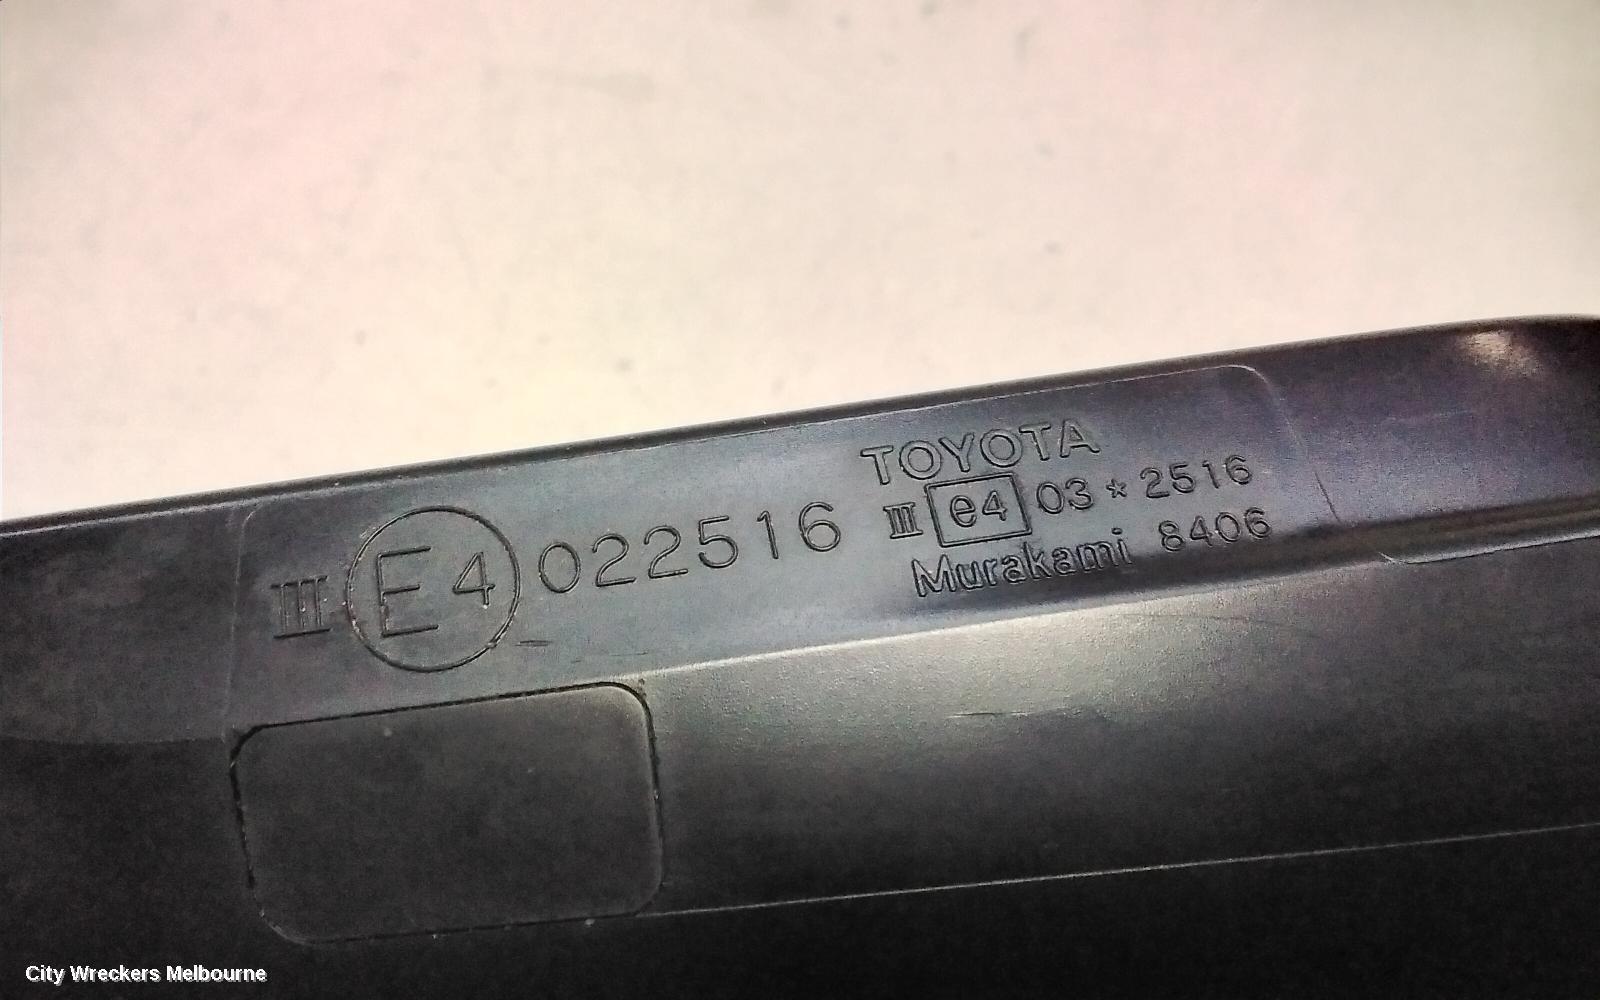 TOYOTA
III E4 022516
III e4 03 * 2516
Murakami 8406
City Wreckers Melbourne